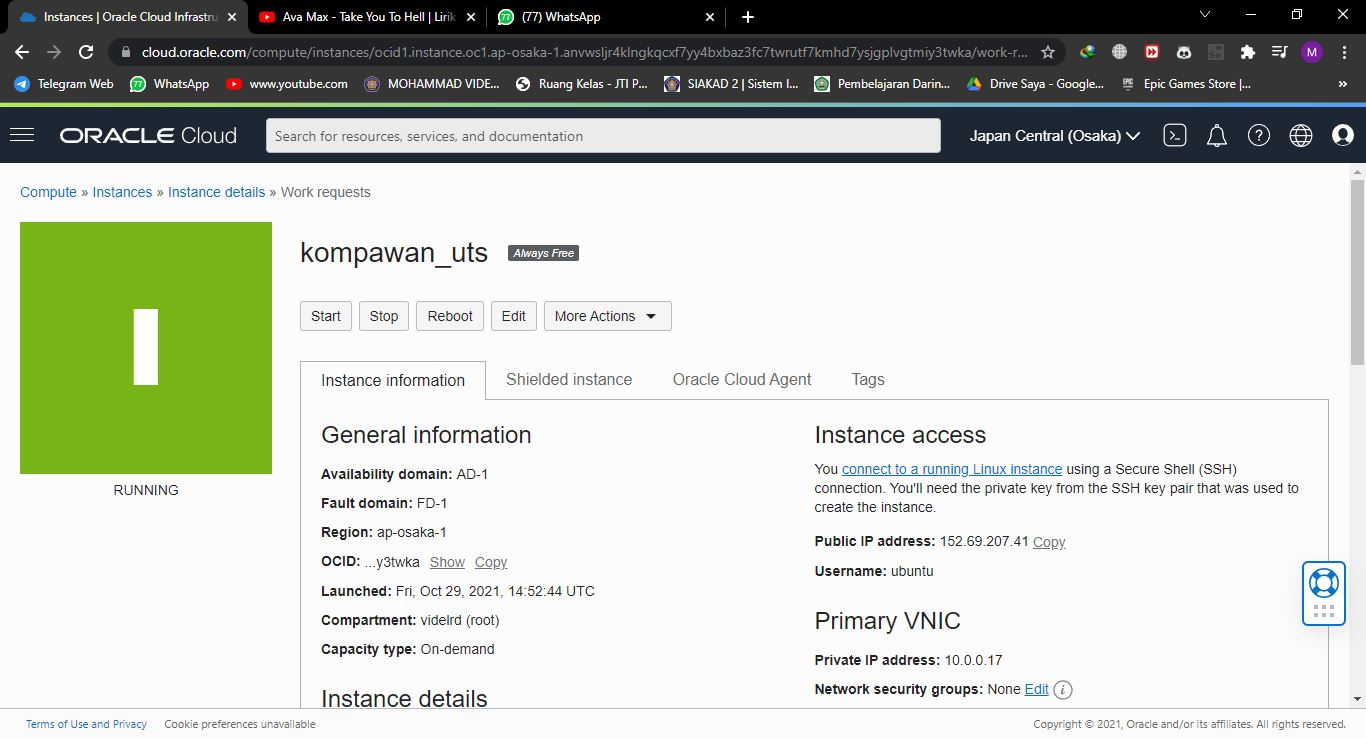 Instances | Oracle Cloud Infrastru
Ava Max - Take You To Hell | Lirik
(77) WhatsApp
cloud.oracle.com/compute/instances/ocid1.instance.oc1.ap-osaka-1.anvwsljr4klngkqcxf7yy4bxbaz3fc7twrutf7kmhd7ysjgplvgtmiy3twka/work-r...
M
Telegram Web
WhatsApp
www.youtube.com
MOHAMMAD VIDE...
Ruang Kelas - JTI P...
SIAKAD 2 | Sistem I...
Pembelajaran Darin...
Drive Saya - Google...
Epic Games Store |...
»
ORACLE Cloud
Search for resources, services, and documentation
Japan Central (Osaka)
Compute » Instances » Instance details » Work requests
I
RUNNING
kompawan_uts
Always Free
Start
Stop
Reboot
Edit
More Actions
Instance information
Shielded instance
Oracle Cloud Agent
Tags
General information
Availability domain: AD-1
Fault domain: FD-1
Region: ap-osaka-1
OCID: ...y3twka Show Copy
Launched: Fri, Oct 29, 2021, 14:52:44 UTC
Compartment: videlrd (root)
Capacity type: On-demand
Instance details
Instance access
You connect to a running Linux instance using a Secure Shell (SSH)
connection. You'll need the private key from the SSH key pair that was used to
create the instance.
Public IP address: 152.69.207.41 Copy
Username: ubuntu
Primary VNIC
Private IP address: 10.0.0.17
Network security groups: None Edit
Terms of Use and Privacy
Cookie preferences unavailable
Copyright © 2021, Oracle and/or its affiliates. All rights reserved.